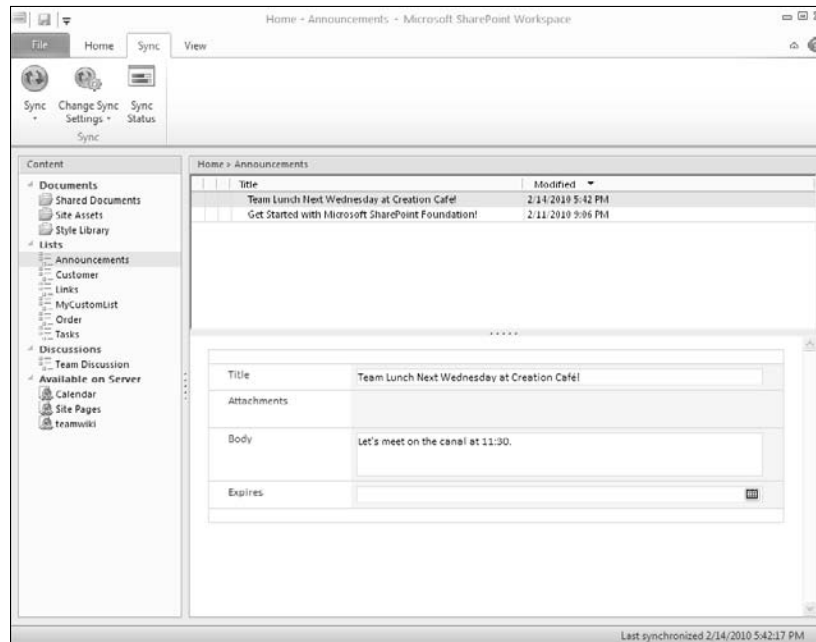 Home - Announcements - Microsoft SharePoint Workspace
File Home Sync View
Sync Change Sync Settings Sync Status
Sync
Content
Home > Announcements
Documents
Shared Documents
Site Assets
Style Library
Lists
Announcements
Customer
Links
MyCustomList
Order
Tasks
Discussions
Team Discussion
Available on Server
Calendar
Site Pages
teamwiki
Title Modified
Team Lunch Next Wednesday at Creation Café! 2/14/2010 5:42 PM
Get Started with Microsoft SharePoint Foundation! 2/11/2010 9:06 PM
Title Team Lunch Next Wednesday at Creation Café!
Attachments
Body Let's meet on the canal at 11:30.
Expires
Last synchronized 2/14/2010 5:42:17 PM